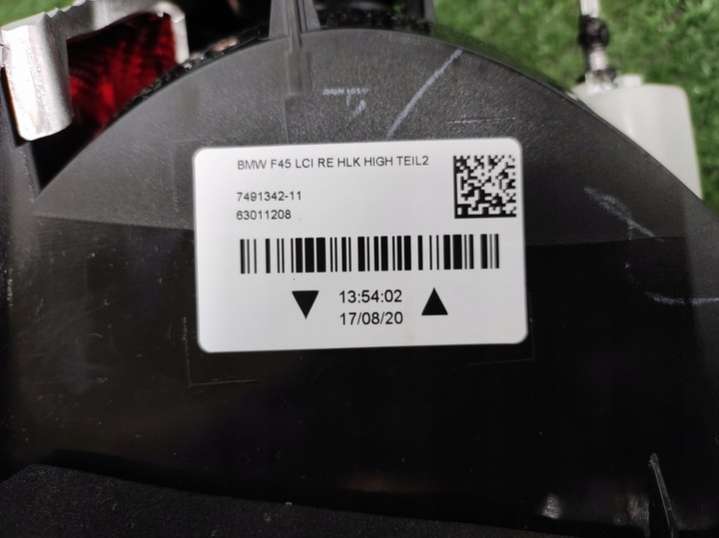 BMW F45 LCI RE HLK HIGH TEIL2
7491342-11
63011208
13:54:02
17/08/20